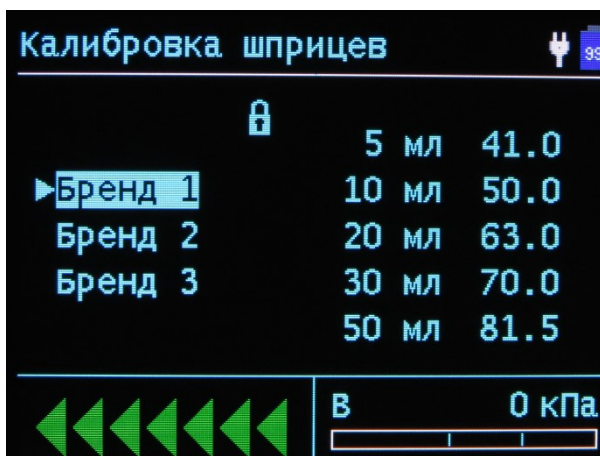 Калибровка шприцев 99
5 мл 41.0
Бренд 1 10 мл 50.0
Бренд 2 20 мл 63.0
Бренд 3 30 мл 70.0
50 мл 81.5
В 0 кПа